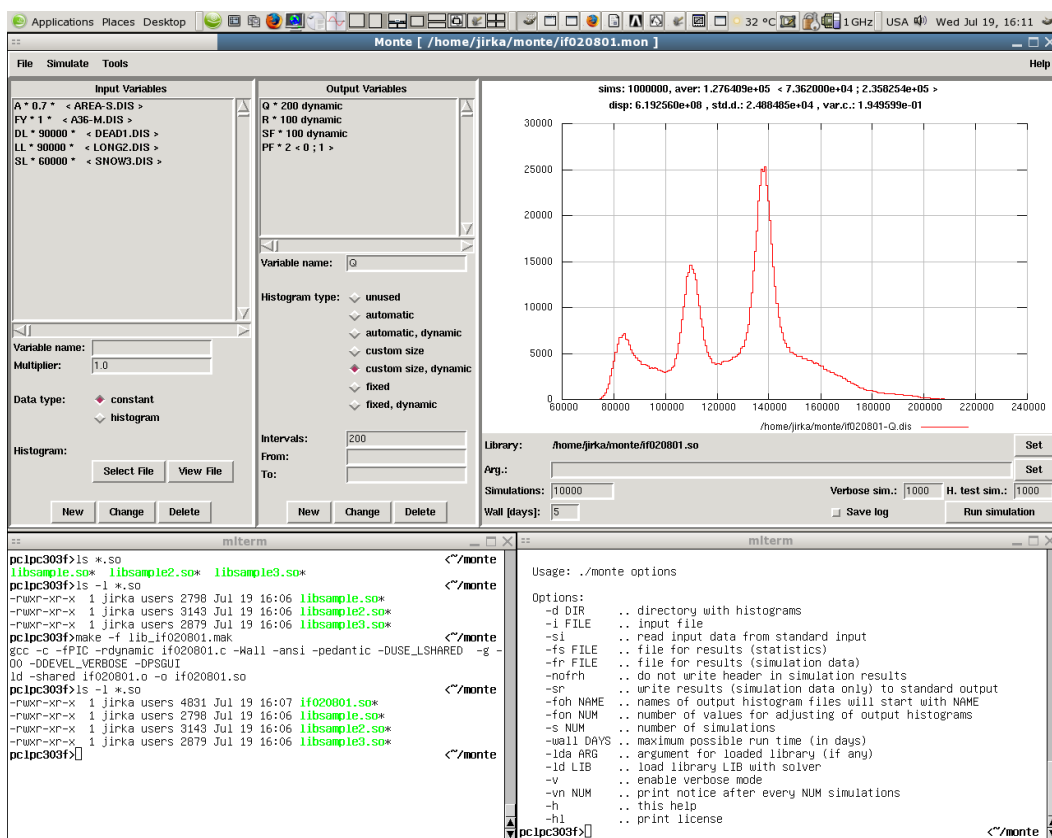 Applications Places Desktop
32 °C
1 GHz
USA
Wed Jul 19, 16:11
Monte [ /home/jirka/monte/if020801.mon ]
File Simulate Tools Help
Input Variables
A * 0.7 * < AREA-S.DIS >
FY * 1 * < A36-M.DIS >
DL * 90000 * < DEAD1.DIS >
LL * 90000 * < LONG2.DIS >
SL * 60000 * < SNOW3.DIS >
Variable name:
Multiplier: 1.0
Data type: constant
histogram
Histogram:
Select File View File
New Change Delete
Output Variables
Q * 200 dynamic
R * 100 dynamic
SF * 100 dynamic
PF * 2 < 0 ; 1 >
Variable name: Q
Histogram type: unused
automatic
automatic, dynamic
custom size
custom size, dynamic
fixed
fixed, dynamic
Intervals: 200
From:
To:
New Change Delete
sims: 1000000, aver: 1.276409e+05 < 7.362000e+04 ; 2.358254e+05 >
disp: 6.192560e+08 , std.d.: 2.488485e+04 , var.c.: 1.949599e-01
30000
25000
20000
15000
10000
5000
0
60000 80000 100000 120000 140000 160000 180000 200000 220000 240000
/home/jirka/monte/if020801-Q.dis
Library: /home/jirka/monte/if020801.so Set
Arg.: Set
Simulations: 10000 Verbose sim.: 1000 H. test sim.: 1000
Wall [days]: 5 Save log Run simulation
mlterm
pclpc303f>ls *.so <~/monte
libsample.so* libsample2.so* libsample3.so*
pclpc303f>ls -l *.so <~/monte
-rwxr-xr-x 1 jirka users 2798 Jul 19 16:06 libsample.so*
-rwxr-xr-x 1 jirka users 3143 Jul 19 16:06 libsample2.so*
-rwxr-xr-x 1 jirka users 2879 Jul 19 16:06 libsample3.so*
pclpc303f>make -f lib_if020801.mak <~/monte
gcc -c -fPIC -rdynamic if020801.c -Wall -ansi -pedantic -DUSE_LSHARED -g -
O0 -DDEVEL_VERBOSE -DPSGUI
ld -shared if020801.o -o if020801.so
pclpc303f>ls -l *.so <~/monte
-rwxr-xr-x 1 jirka users 4831 Jul 19 16:07 if020801.so*
-rwxr-xr-x 1 jirka users 2798 Jul 19 16:06 libsample.so*
-rwxr-xr-x 1 jirka users 3143 Jul 19 16:06 libsample2.so*
-rwxr-xr-x 1 jirka users 2879 Jul 19 16:06 libsample3.so*
pclpc303f> <~/monte
mlterm
Usage: ./monte options
Options:
-d DIR .. directory with histograms
-i FILE .. input file
-si .. read input data from standard input
-fs FILE .. file for results (statistics)
-fr FILE .. file for results (simulation data)
-nofrh .. do not write header in simulation results
-sr .. write results (simulation data only) to standard output
-foh NAME .. names of output histogram files will start with NAME
-fon NUM .. number of values for adjusting of output histograms
-s NUM .. number of simulations
-wall DAYS .. maximum possible run time (in days)
-lda ARG .. argument for loaded library (if any)
-ld LIB .. load library LIB with solver
-v .. enable verbose mode
-vn NUM .. print notice after every NUM simulations
-h .. this help
-hl .. print license
pclpc303f> <~/monte